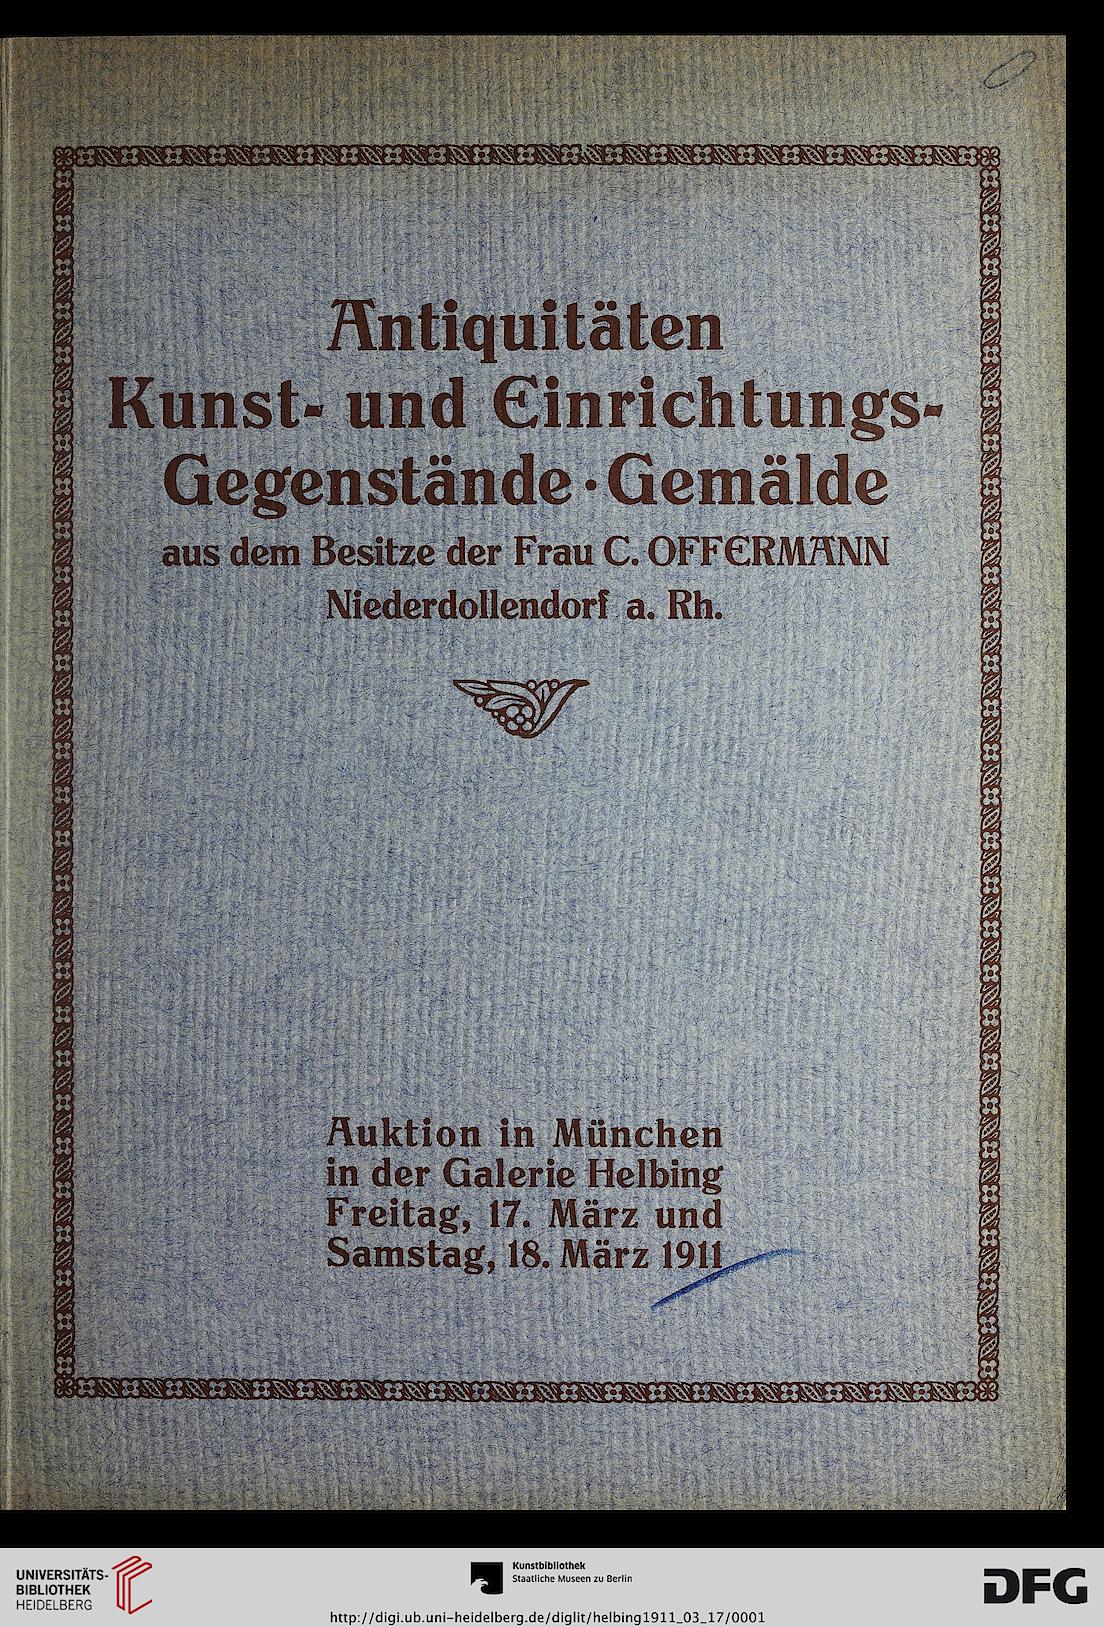 Antiquitäten
Kunst- und Einrichtungs-
Gegenstände · Gemälde
aus dem Besitze der Frau C. OFFERMANN
Niederdollendorf a. Rh.
Auktion in München
in der Galerie Helbing
Freitag, 17. März und
Samstag, 18. März 1911
UNIVERSITÄTS-
BIBLIOTHEK
HEIDELBERG
Kunstbibliothek
Staatliche Museen zu Berlin
http://digi.ub.uni-heidelberg.de/diglit/helbing1911_03_17/0001
DFG